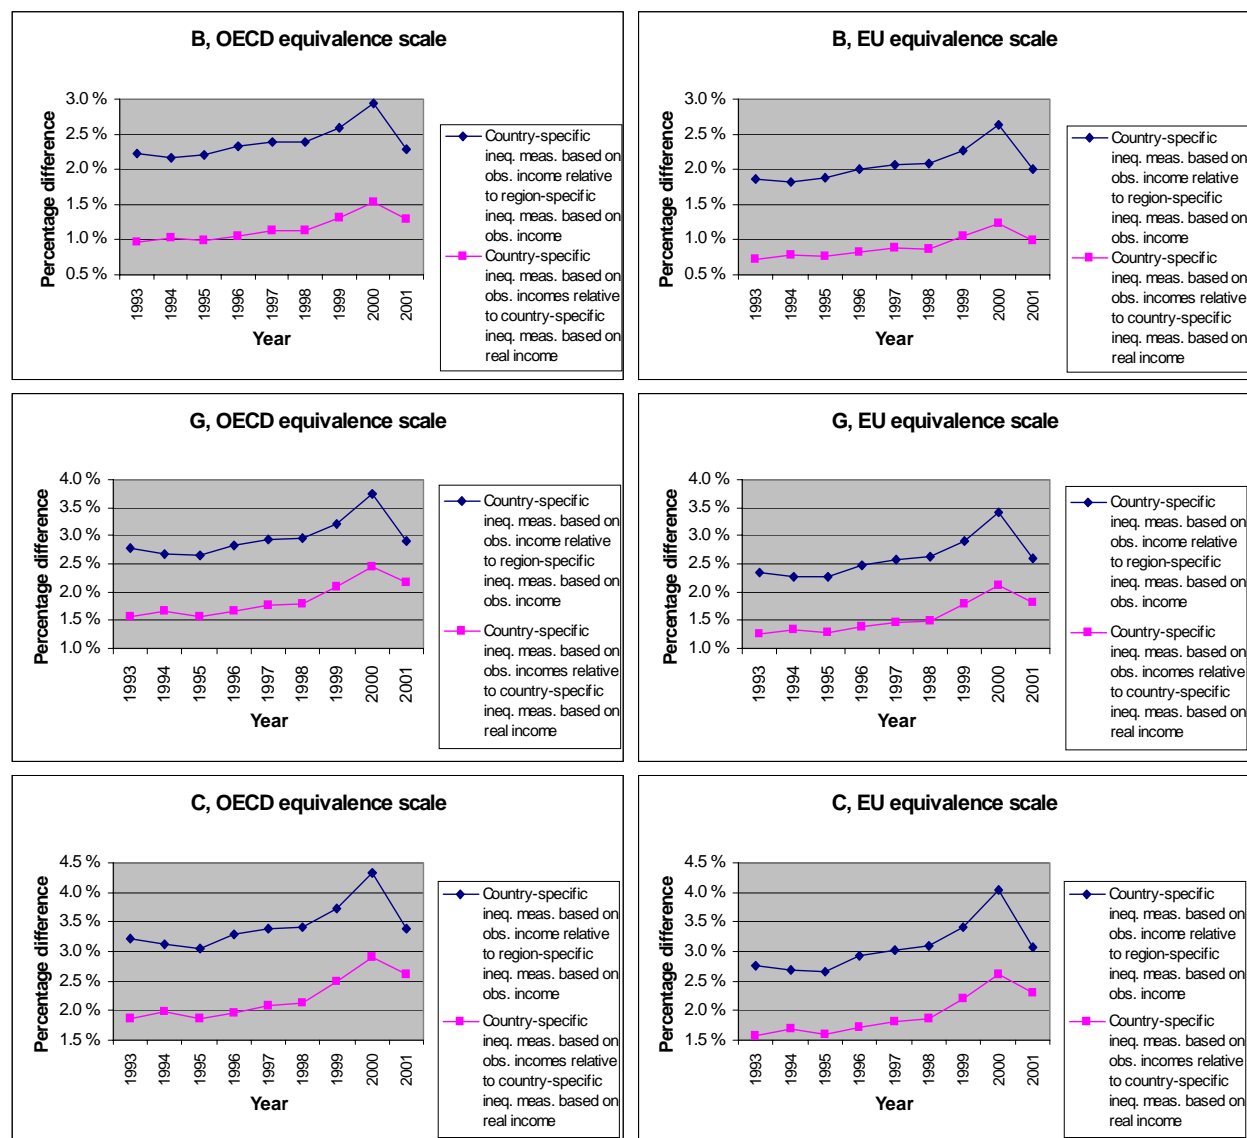 B, OECD equivalence scale
Percentage difference
3.0 %
2.5 %
2.0 %
1.5 %
1.0 %
0.5 %
1993
1994
1995
1996
1997
1998
1999
2000
2001
Year
Country-specific
ineq. meas. based on
obs. income relative
to region-specific
ineq. meas. based on
obs. income
Country-specific
ineq. meas. based on
obs. incomes relative
to country-specific
ineq. meas. based on
real income
B, EU equivalence scale
Percentage difference
3.0 %
2.5 %
2.0 %
1.5 %
1.0 %
0.5 %
1993
1994
1995
1996
1997
1998
1999
2000
2001
Year
Country-specific
ineq. meas. based on
obs. income relative
to region-specific
ineq. meas. based on
obs. income
Country-specific
ineq. meas. based on
obs. incomes relative
to country-specific
ineq. meas. based on
real income
G, OECD equivalence scale
Percentage difference
4.0 %
3.5 %
3.0 %
2.5 %
2.0 %
1.5 %
1.0 %
1993
1994
1995
1996
1997
1998
1999
2000
2001
Year
Country-specific
ineq. meas. based on
obs. income relative
to region-specific
ineq. meas. based on
obs. income
Country-specific
ineq. meas. based on
obs. incomes relative
to country-specific
ineq. meas. based on
real income
G, EU equivalence scale
Percentage difference
4.0 %
3.5 %
3.0 %
2.5 %
2.0 %
1.5 %
1.0 %
1993
1994
1995
1996
1997
1998
1999
2000
2001
Year
Country-specific
ineq. meas. based on
obs. income relative
to region-specific
ineq. meas. based on
obs. income
Country-specific
ineq. meas. based on
obs. incomes relative
to country-specific
ineq. meas. based on
real income
C, OECD equivalence scale
Percentage difference
4.5 %
4.0 %
3.5 %
3.0 %
2.5 %
2.0 %
1.5 %
1993
1994
1995
1996
1997
1998
1999
2000
2001
Year
Country-specific
ineq. meas. based on
obs. income relative
to region-specific
ineq. meas. based on
obs. income
Country-specific
ineq. meas. based on
obs. incomes relative
to country-specific
ineq. meas. based on
real income
C, EU equivalence scale
Percentage difference
4.5 %
4.0 %
3.5 %
3.0 %
2.5 %
2.0 %
1.5 %
1993
1994
1995
1996
1997
1998
1999
2000
2001
Year
Country-specific
ineq. meas. based on
obs. income relative
to region-specific
ineq. meas. based on
obs. income
Country-specific
ineq. meas. based on
obs. incomes relative
to country-specific
ineq. meas. based on
real income